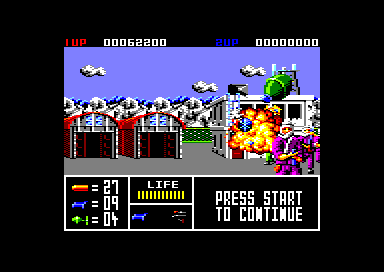 1UP 00062200 2UP 00000000
= 27
= 09
= 04
LIFE
PRESS START
TO CONTINUE